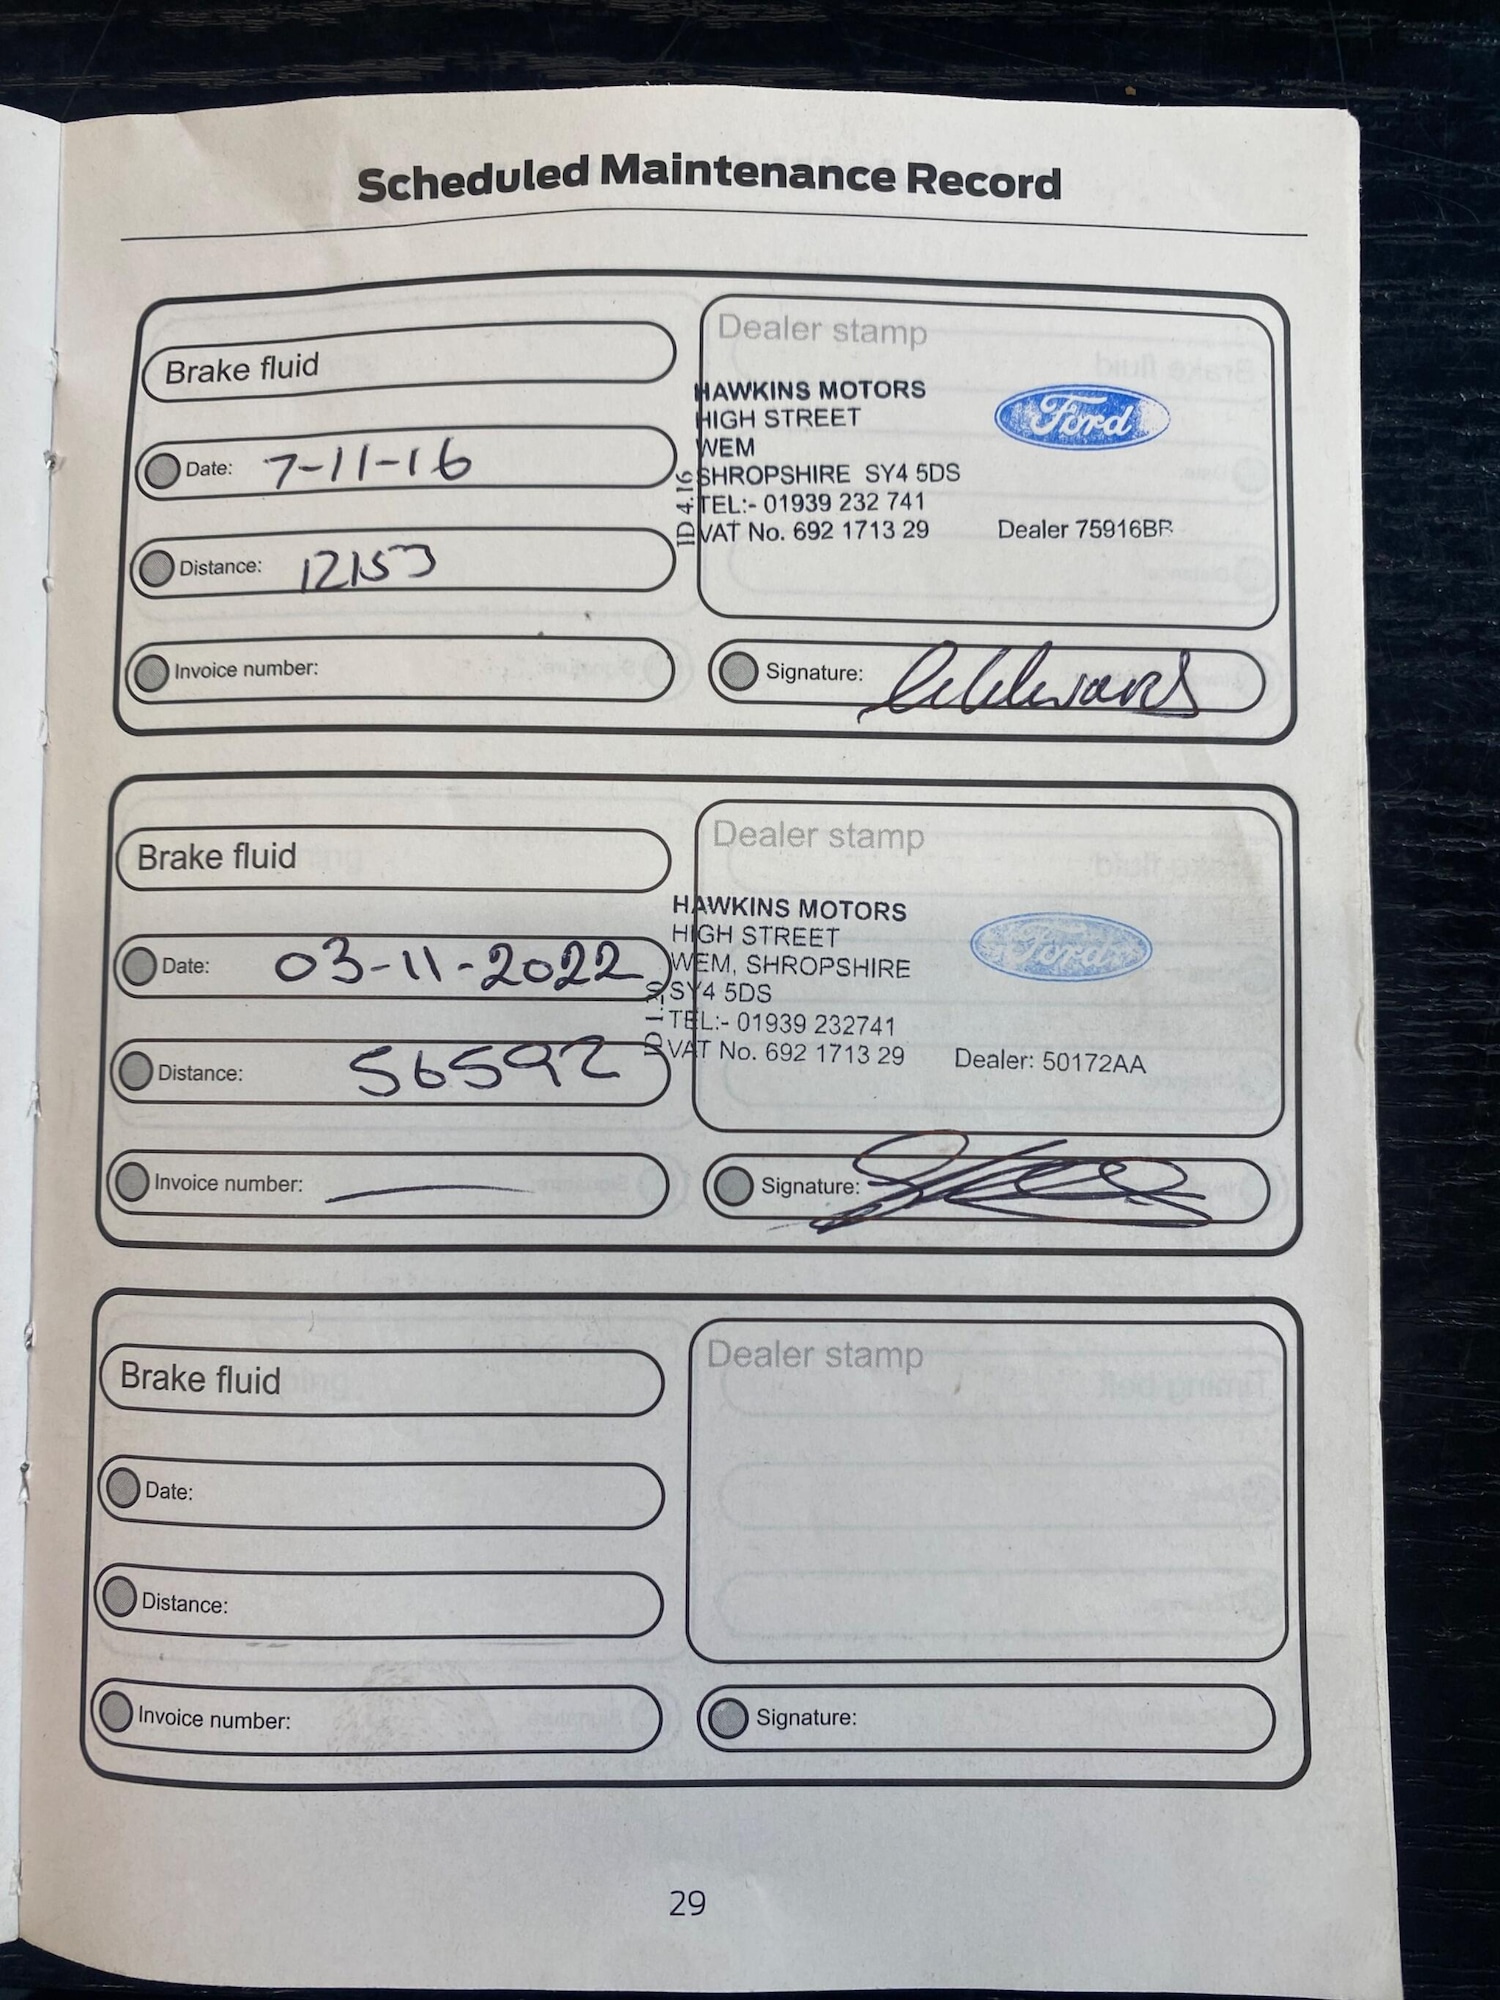 Scheduled Maintenance Record
Brake fluid
Date: 7-11-16
Distance: 12153
Invoice number:
Dealer stamp
HAWKINS MOTORS
HIGH STREET
WEM
SHROPSHIRE SY4 5DS
TEL:- 01939 232 741
VAT No. 692 1713 29 Dealer 75916BR
ID 4.16
Ford
Signature:
Brake fluid
Date: 03-11-2022
Distance: 56592
Invoice number:
Dealer stamp
HAWKINS MOTORS
HIGH STREET
WEM, SHROPSHIRE
SY4 5DS
TEL:- 01939 232741
VAT No. 692 1713 29 Dealer: 50172AA
Ford
Signature:
Brake fluid
Date:
Distance:
Invoice number:
Dealer stamp
Signature:
29